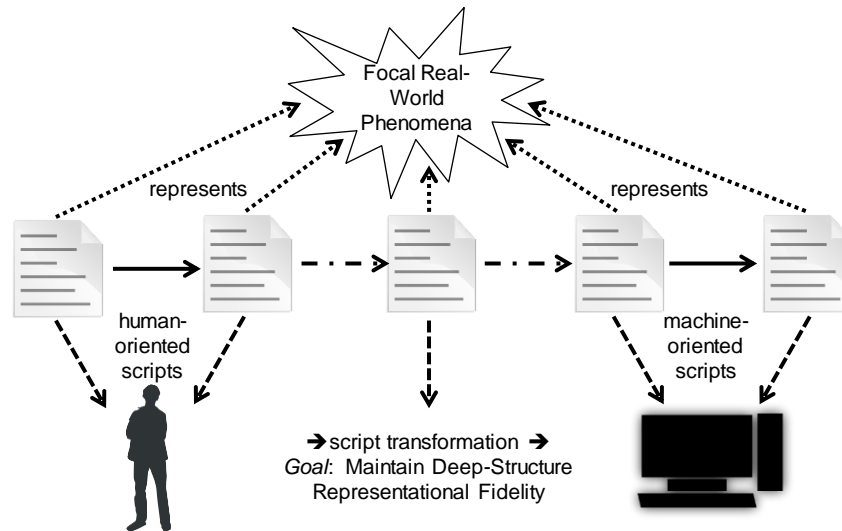 Focal Real-
World
Phenomena
represents
represents
human-
oriented
scripts
machine-
oriented
scripts
➔script transformation ➔
Goal: Maintain Deep-Structure
Representational Fidelity